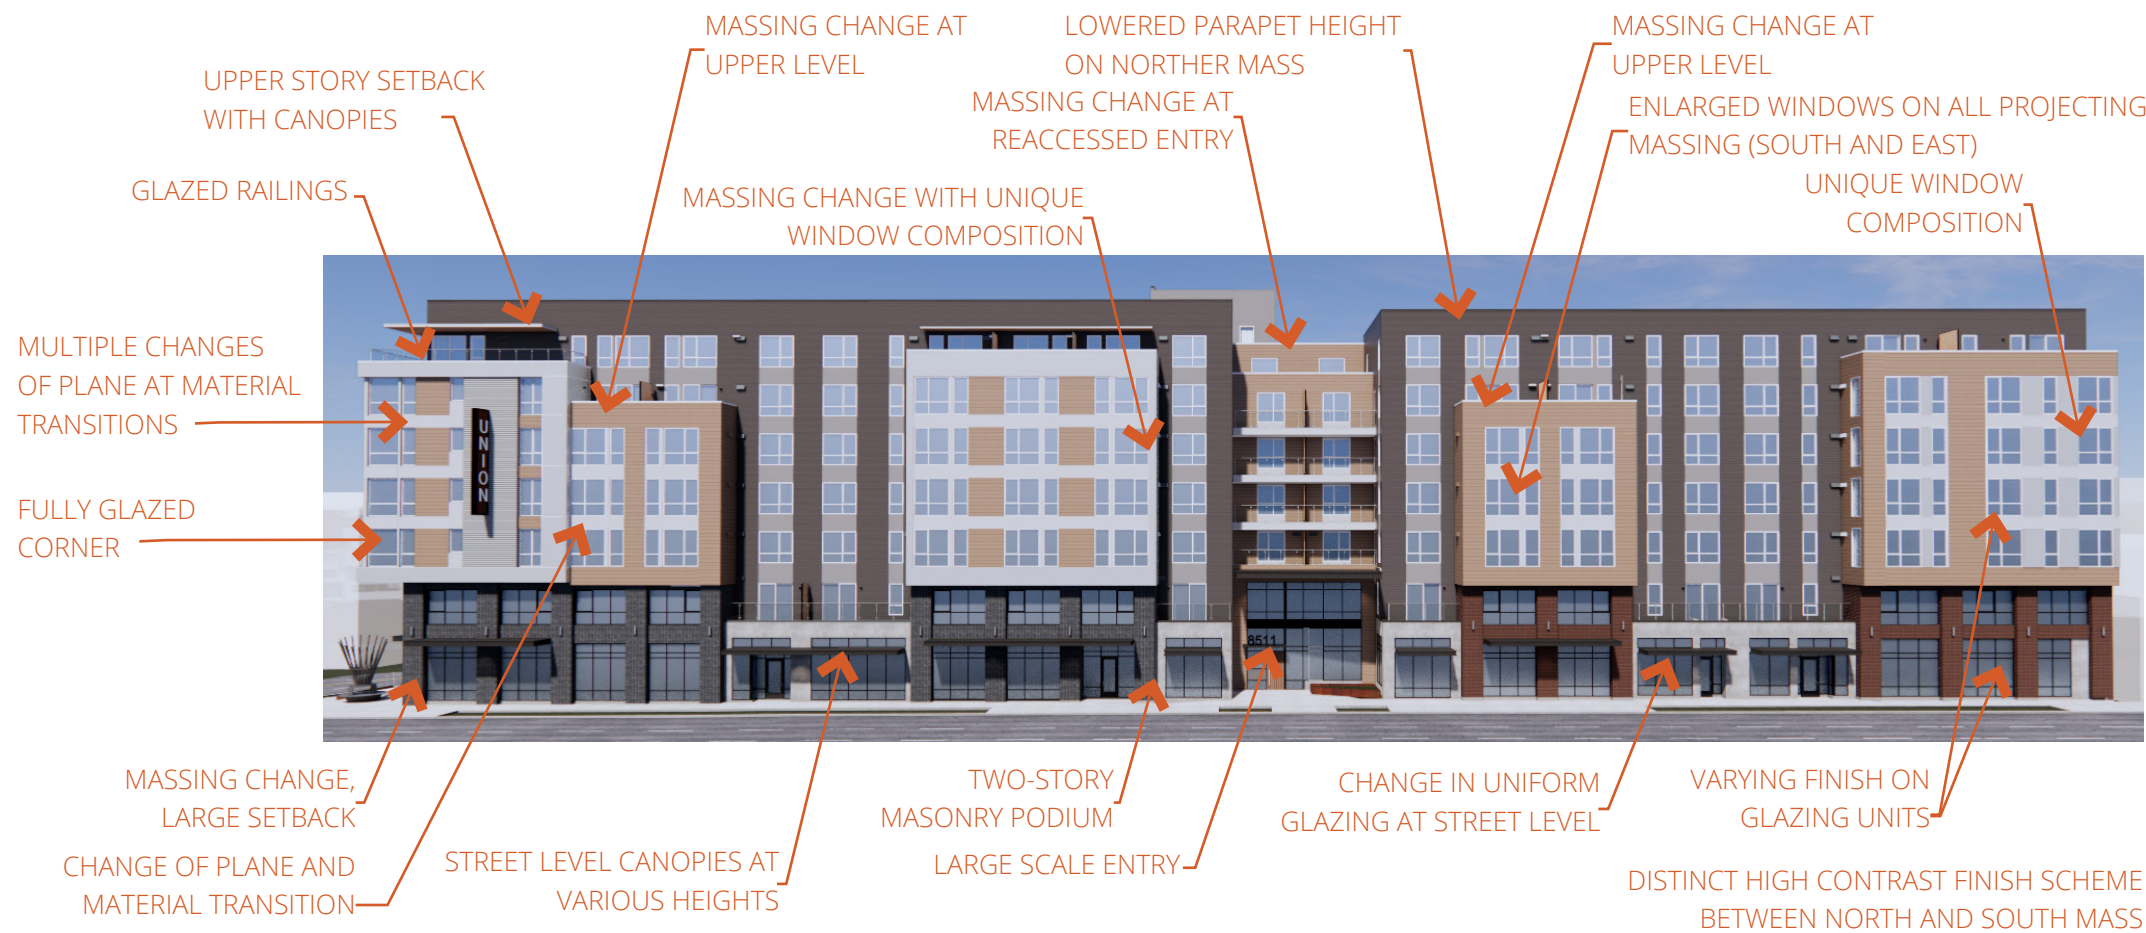 MASSING CHANGE AT
UPPER LEVEL
LOWERED PARAPET HEIGHT
ON NORTHER MASS
MASSING CHANGE AT
UPPER LEVEL
UPPER STORY SETBACK
WITH CANOPIES
MASSING CHANGE AT
REACCESSED ENTRY
ENLARGED WINDOWS ON ALL PROJECTING
MASSING (SOUTH AND EAST)
GLAZED RAILINGS
MASSING CHANGE WITH UNIQUE
WINDOW COMPOSITION
UNIQUE WINDOW
COMPOSITION
MULTIPLE CHANGES
OF PLANE AT MATERIAL
TRANSITIONS
UNION
FULLY GLAZED
CORNER
8511
MASSING CHANGE,
LARGE SETBACK
CHANGE OF PLANE AND
MATERIAL TRANSITION
STREET LEVEL CANOPIES AT
VARIOUS HEIGHTS
TWO-STORY
MASONRY PODIUM
LARGE SCALE ENTRY
CHANGE IN UNIFORM
GLAZING AT STREET LEVEL
VARYING FINISH ON
GLAZING UNITS
DISTINCT HIGH CONTRAST FINISH SCHEME
BETWEEN NORTH AND SOUTH MASS